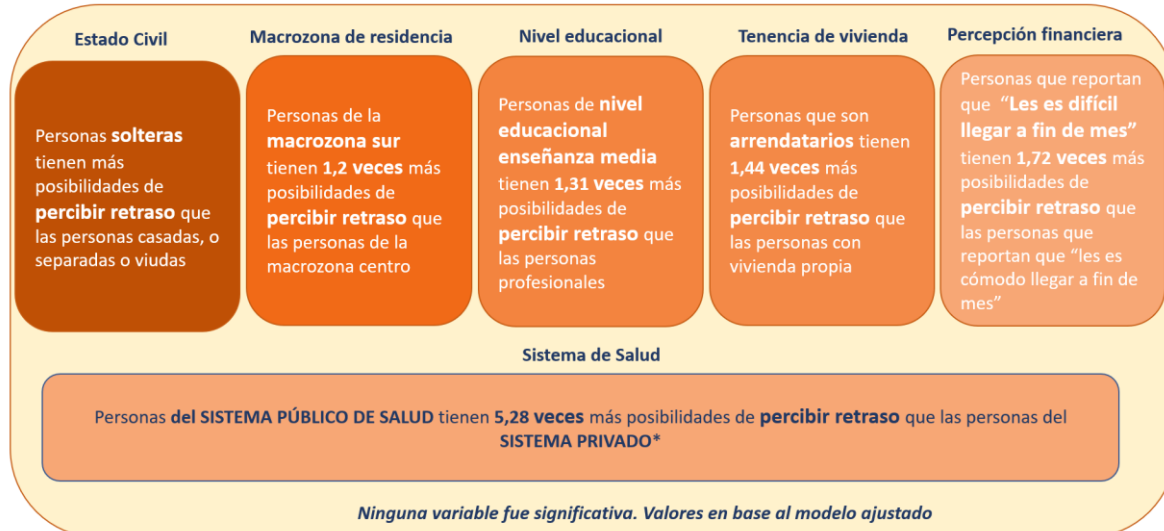 Estado Civil
Personas solteras
tienen más
posibilidades de
percibir retraso que
las personas casadas, o
separadas o viudas
Macrozona de residencia
Personas de la
macrozona sur
tienen 1,2 veces más
posibilidades de
percibir retraso que
las personas de la
macrozona centro
Nivel educacional
Personas de nivel
educacional
enseñanza media
tienen 1,31 veces más
posibilidades de
percibir retraso que
las personas
profesionales
Tenencia de vivienda
Personas que son
arrendatarios tienen
1,44 veces más
posibilidades de
percibir retraso que
las personas con
vivienda propia
Percepción financiera
Personas que reportan
que “Les es difícil
llegar a fin de mes”
tienen 1,72 veces más
posibilidades de
percibir retraso que
las personas que
reportan que “les es
cómodo llegar a fin de
mes”
Sistema de Salud
Personas del SISTEMA PÚBLICO DE SALUD tienen 5,28 veces más posibilidades de percibir retraso que las personas del
SISTEMA PRIVADO*
Ninguna variable fue significativa. Valores en base al modelo ajustado